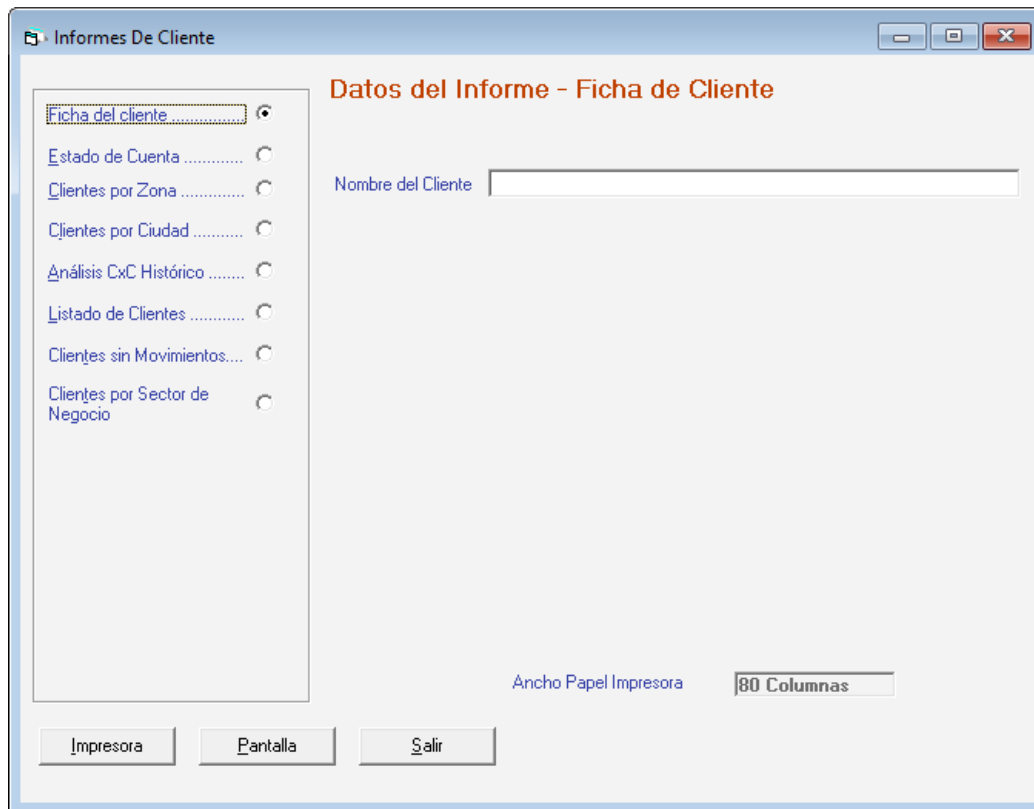 Informes De Cliente
Datos del Informe - Ficha de Cliente
Ficha del cliente ...............
Estado de Cuenta ............
Clientes por Zona .............
Clientes por Ciudad ...........
Análisis CxC Histórico ........
Listado de Clientes ............
Clientes sin Movimientos....
Clientes por Sector de
Negocio
Nombre del Cliente
Ancho Papel Impresora
80 Columnas
Impresora
Pantalla
Salir